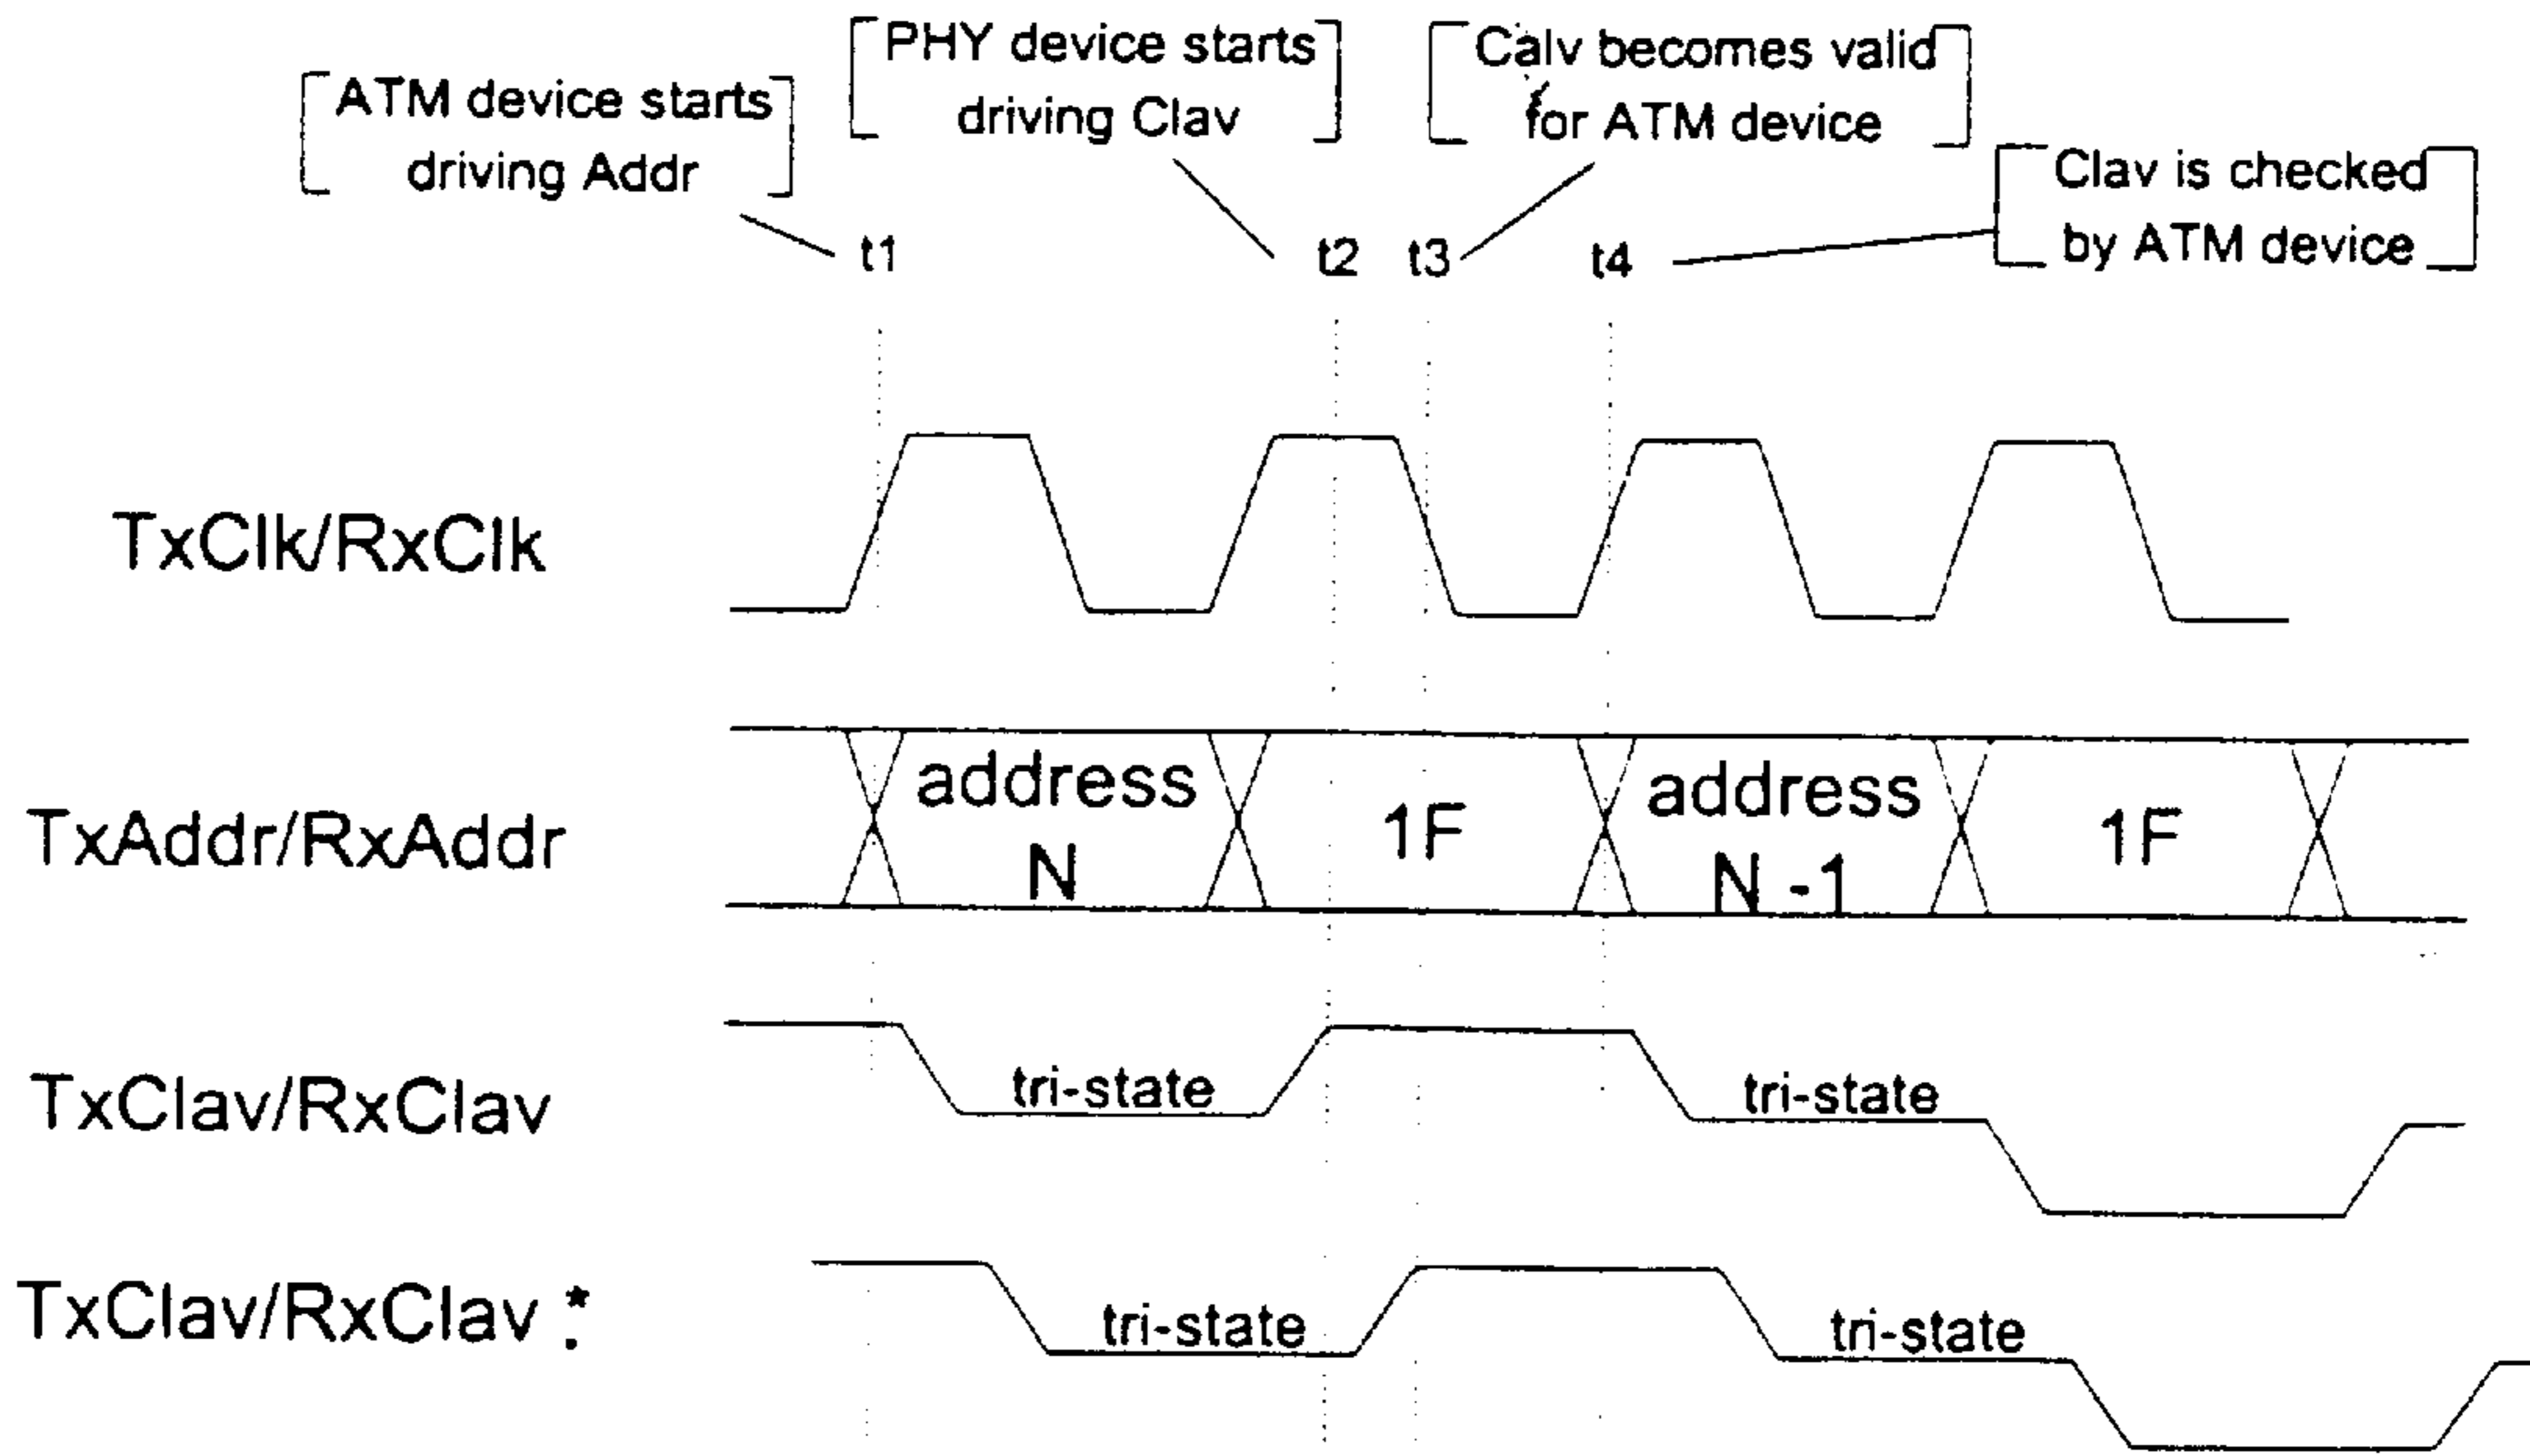 ATM device starts
driving Addr
PHY device starts
driving Clav
Calv becomes valid
for ATM device
Clav is checked
by ATM device
t1
t2
t3
t4
TxClk/RxClk
TxAddr/RxAddr
address
N
1F
address
N -1
1F
TxClav/RxClav
tri-state
tri-state
TxClav/RxClav *
tri-state
tri-state